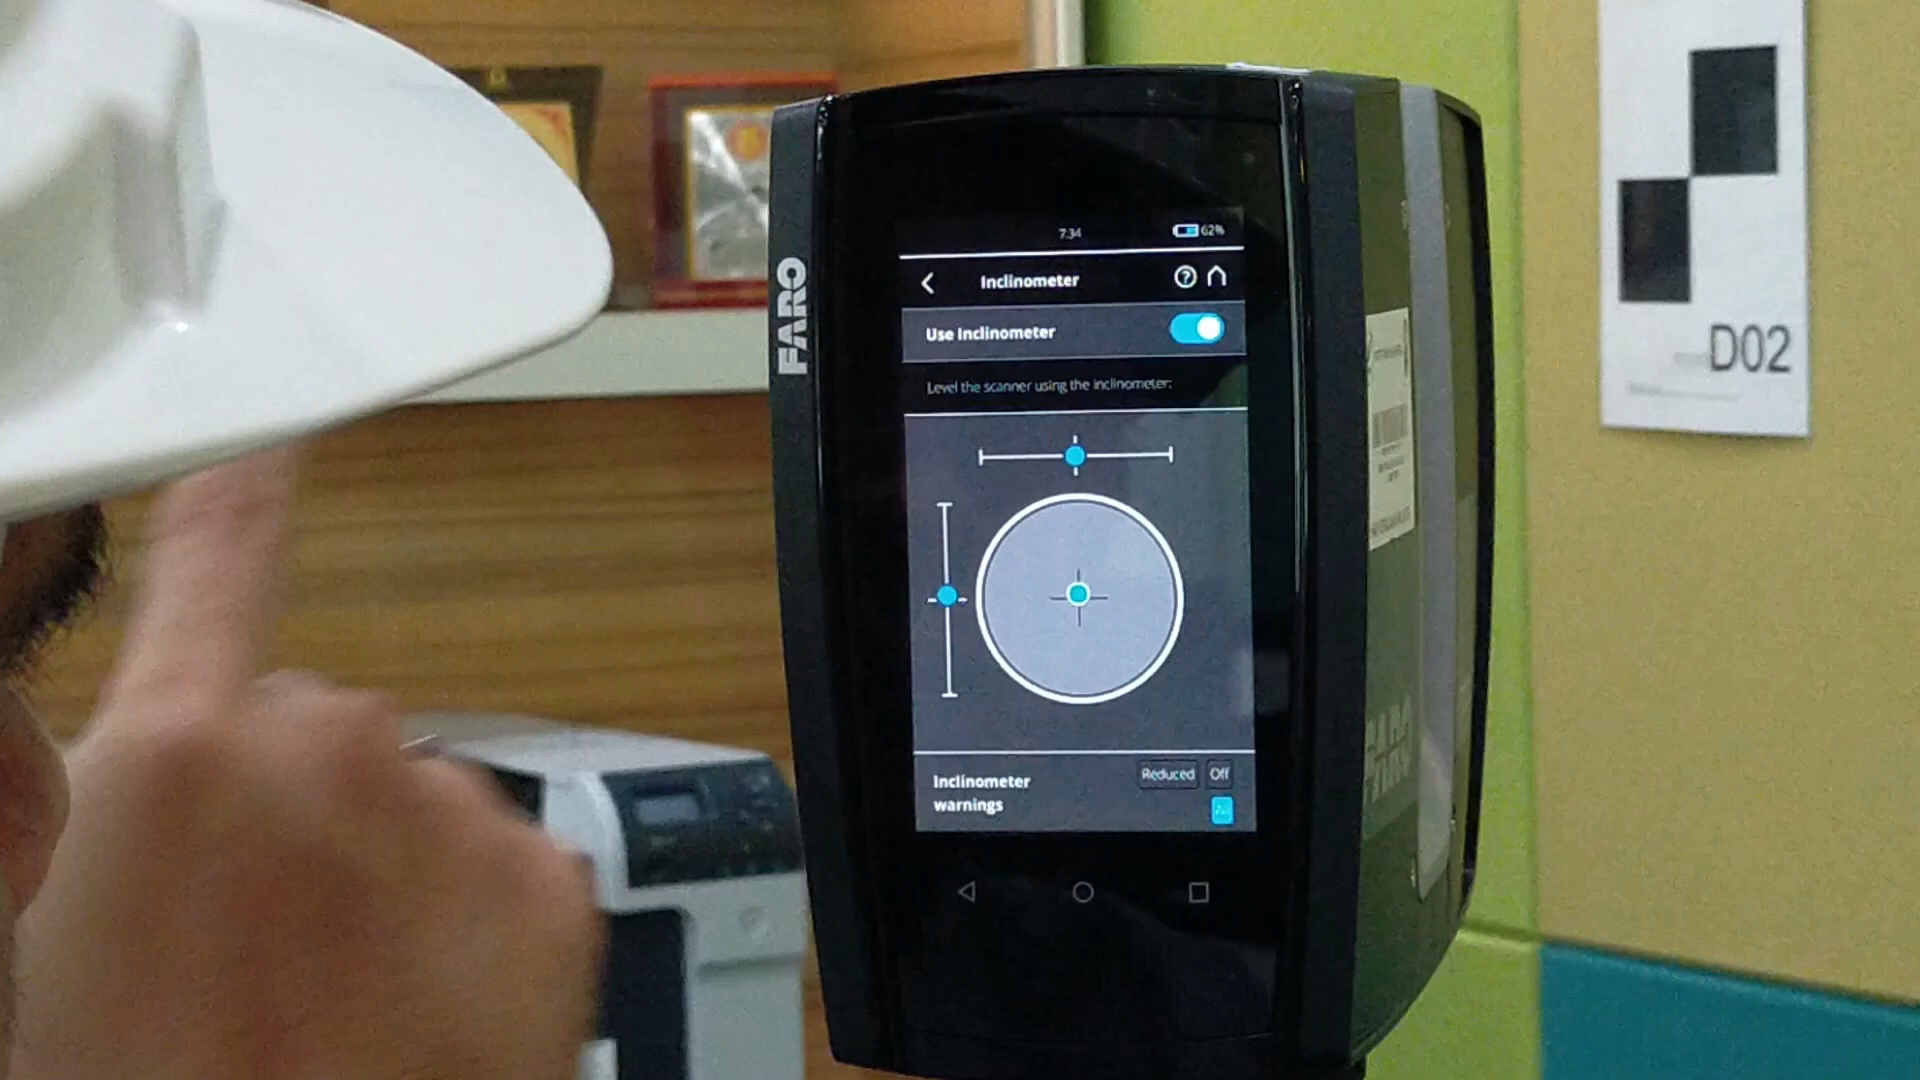 7:34
62%
Inclinometer
Use Inclinometer
Level the scanner using the inclinometer:
Inclinometer
warnings
Reduced
Off
FARO
D02